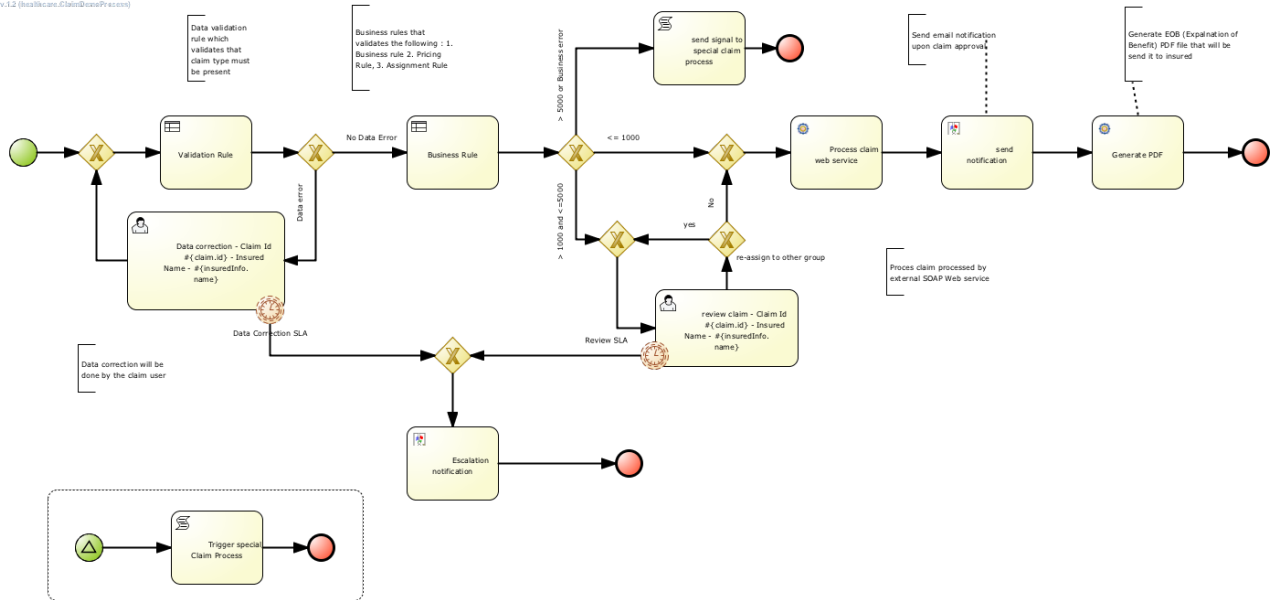 v.1.2 (healthcare.ClaimDoaneProcess)
Data validation
rule which
validates that
claim type must
be present
Business rules that
validates the following : 1.
Business rule 2. Pricing
Rule, 3. Assignment Rule
> 5000 or Business error
send signal to
special claim
process
Send email notification
upon claim approval
Generate EOB (Expalnation of
Benefit) PDF file that will be
send it to insured
Validation Rule
No Data Error
Business Rule
<= 1000
Process claim
web service
send
notification
Generate PDF
Data error
> 1000 and <=5000
No
yes
re-assign to other group
Data correction - Claim Id
#{claim.id} - Insured
Name - #{insuredInfo.
name}
Proces claim processed by
external SOAP Web service
review claim - Claim Id
#{claim.id} - Insured
Name - #{insuredInfo.
name}
Data Correction SLA
Review SLA
Data correction will be
done by the claim user
Escalation
notification
Trigger special
Claim Process